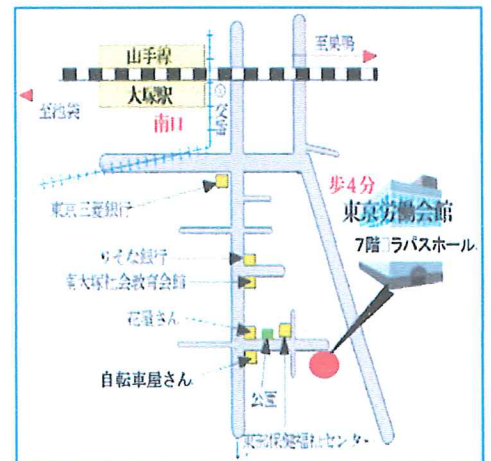 山手線
至巣鴨
大塚駅
至池袋
南口
交番
歩4分
東京労働会館
7階 ラパスホール
東京三菱銀行
りそな銀行
南大塚社会教育会館
花屋さん
自転車屋さん
公園